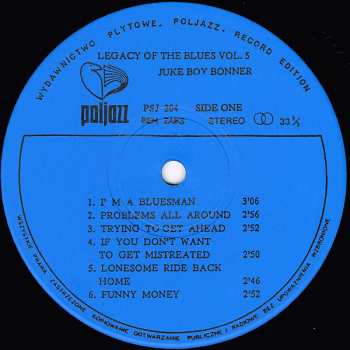 WYDAWNICTWO PŁYTOWE, POLJAZZ, RECORD EDITION
LEGACY OF THE BLUES VOL. 5
JUKE BOY BONNER
poljazz
PSJ 204 SIDE ONE
BEM ZAKS STEREO 33⅓
1. I' M A BLUESMAN 3'06
2. PROBLEMS ALL AROUND 2'56
3. TRYING TO GET AHEAD 2'52
4. IF YOU DON'T WANT
TO GET MISTREATED 2'50
5. LONESOME RIDE BACK
HOME 2'46
6. FUNNY MONEY 2'52
WSZYSTKIE PRAWA ZASTRZEŻONE KOPIOWANIE ODTWARZANIE PUBLICZNE I RADIOWE BEZ UPOWAŻNIENIA WZBRONIONE